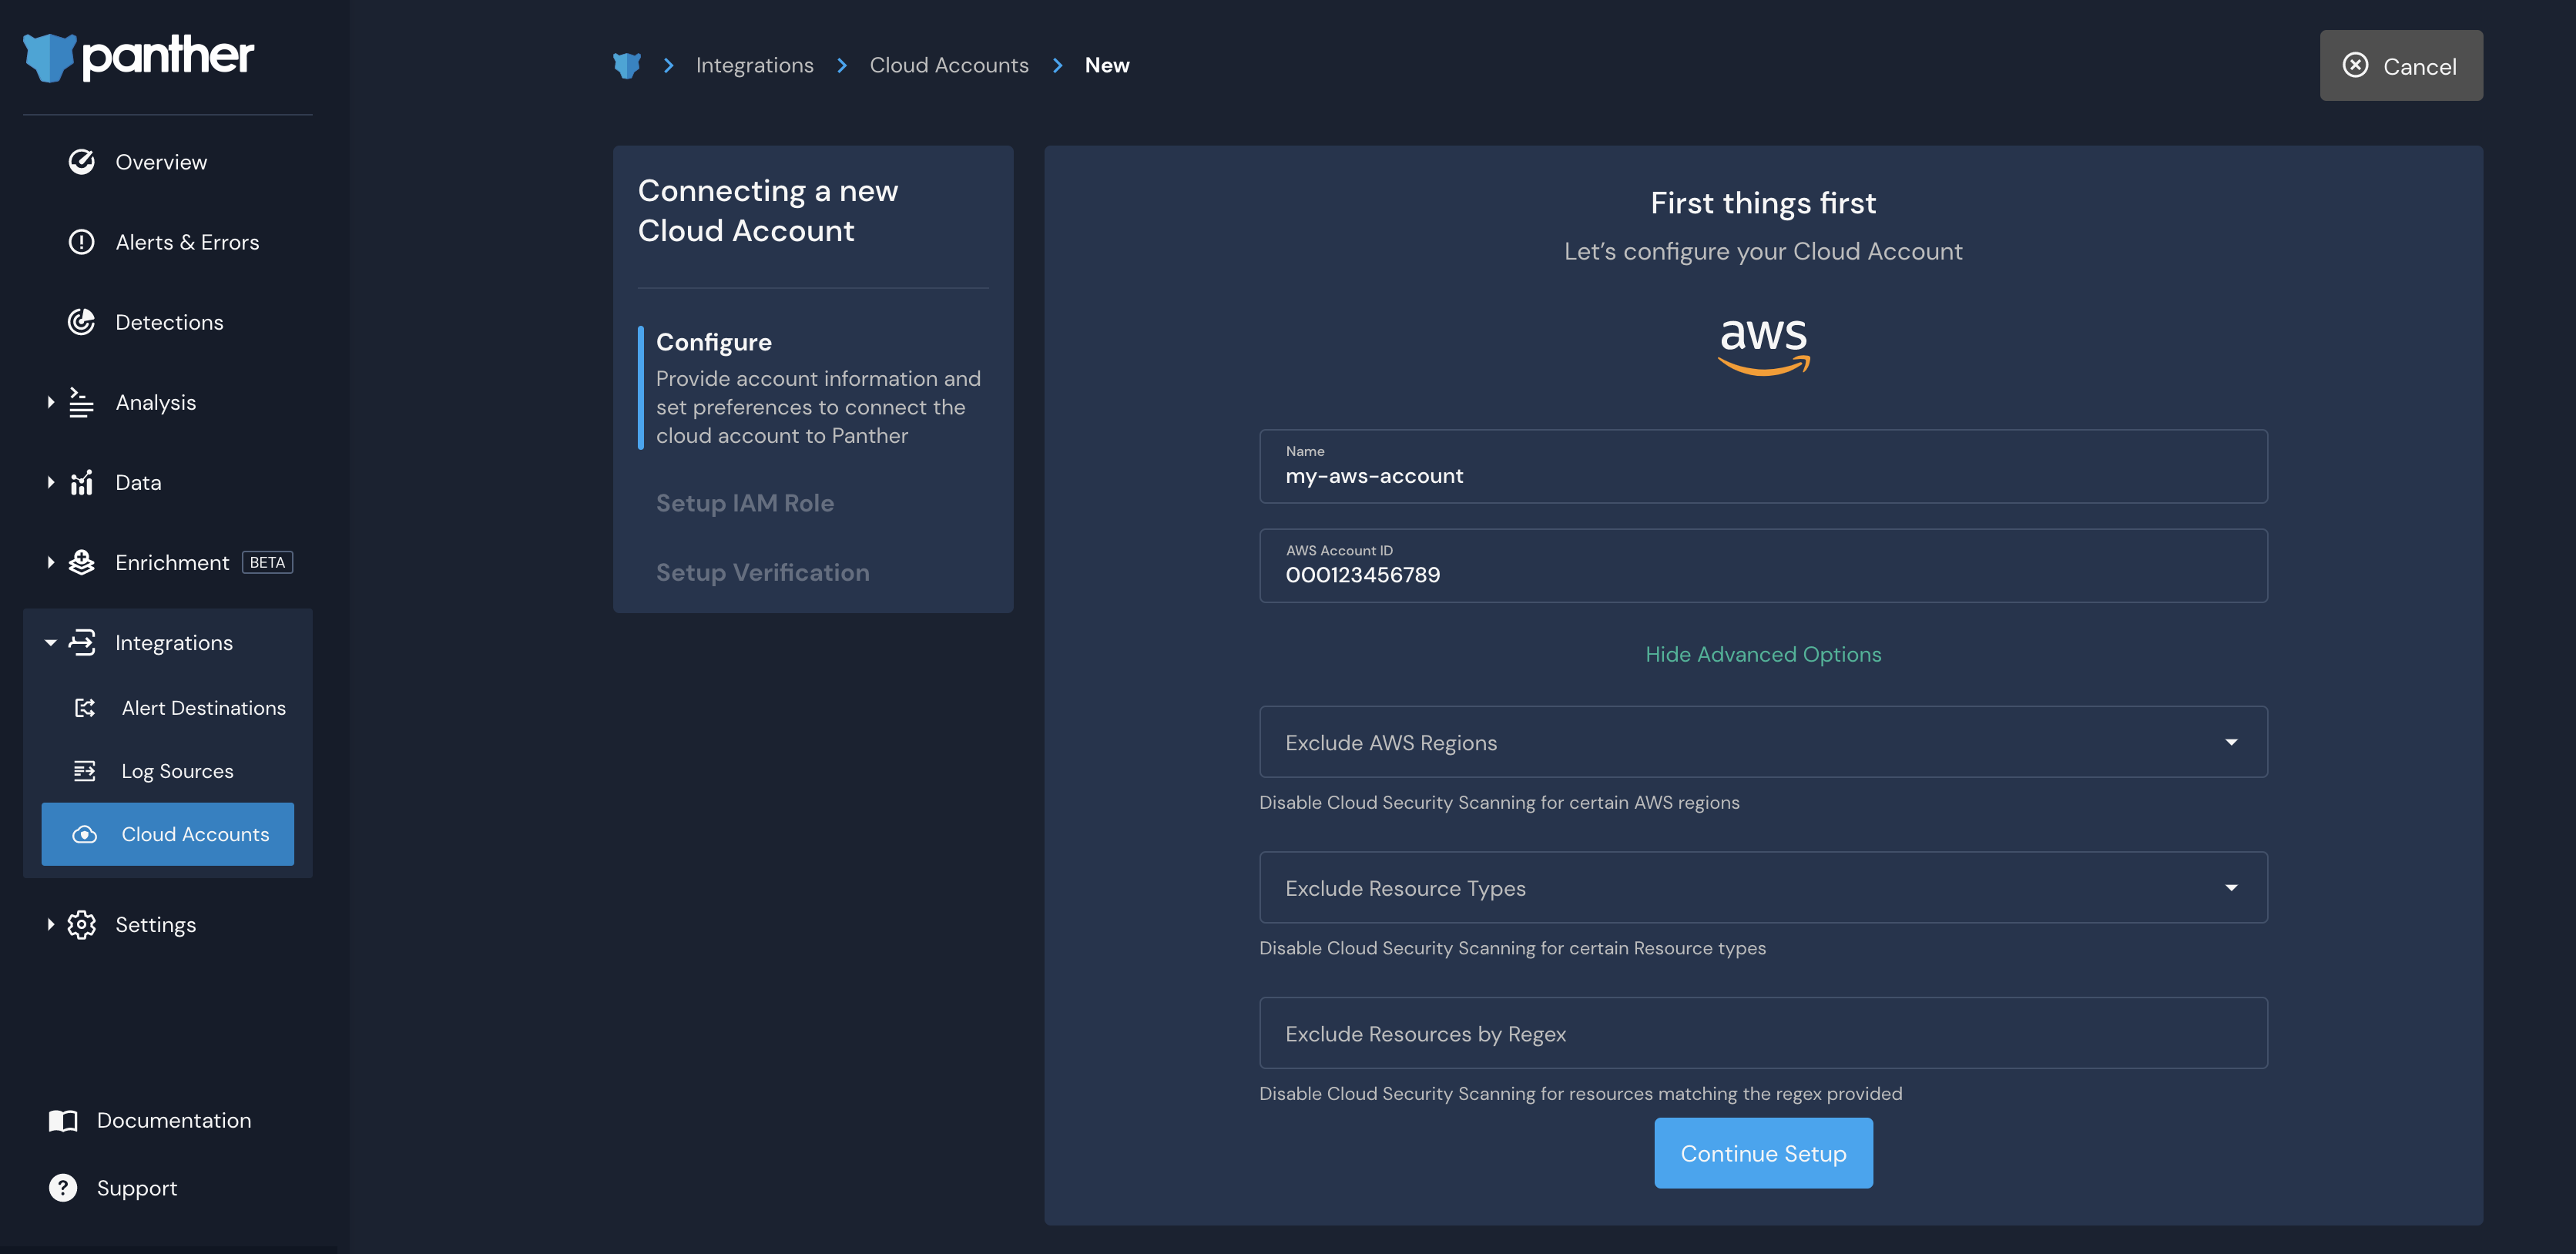 panther
Overview
Alerts & Errors
Detections
Analysis
Data
Enrichment BETA
Integrations
Alert Destinations
Log Sources
Cloud Accounts
Settings
Documentation
Support
Integrations Cloud Accounts New
Cancel
Connecting a new
Cloud Account
Configure
Provide account information and
set preferences to connect the
cloud account to Panther
Setup IAM Role
Setup Verification
First things first
Let’s configure your Cloud Account
aws
Name
my-aws-account
AWS Account ID
000123456789
Hide Advanced Options
Exclude AWS Regions
Disable Cloud Security Scanning for certain AWS regions
Exclude Resource Types
Disable Cloud Security Scanning for certain Resource types
Exclude Resources by Regex
Disable Cloud Security Scanning for resources matching the regex provided
Continue Setup